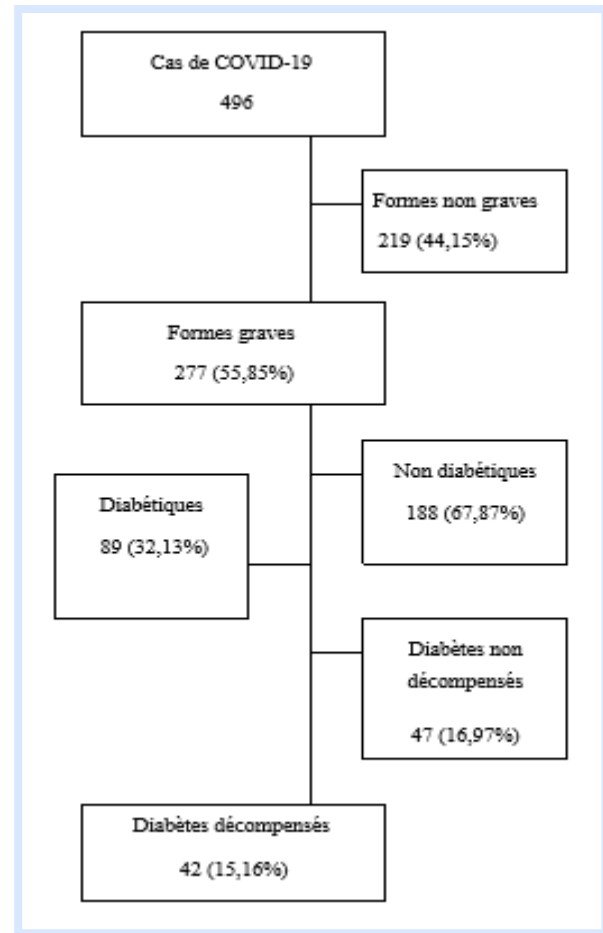 Cas de COVID-19
496
Formes non graves
219 (44,15%)
Formes graves
277 (55,85%)
Non diabétiques
188 (67,87%)
Diabétiques
89 (32,13%)
Diabètes non
décompensés
47 (16,97%)
Diabètes décompensés
42 (15,16%)